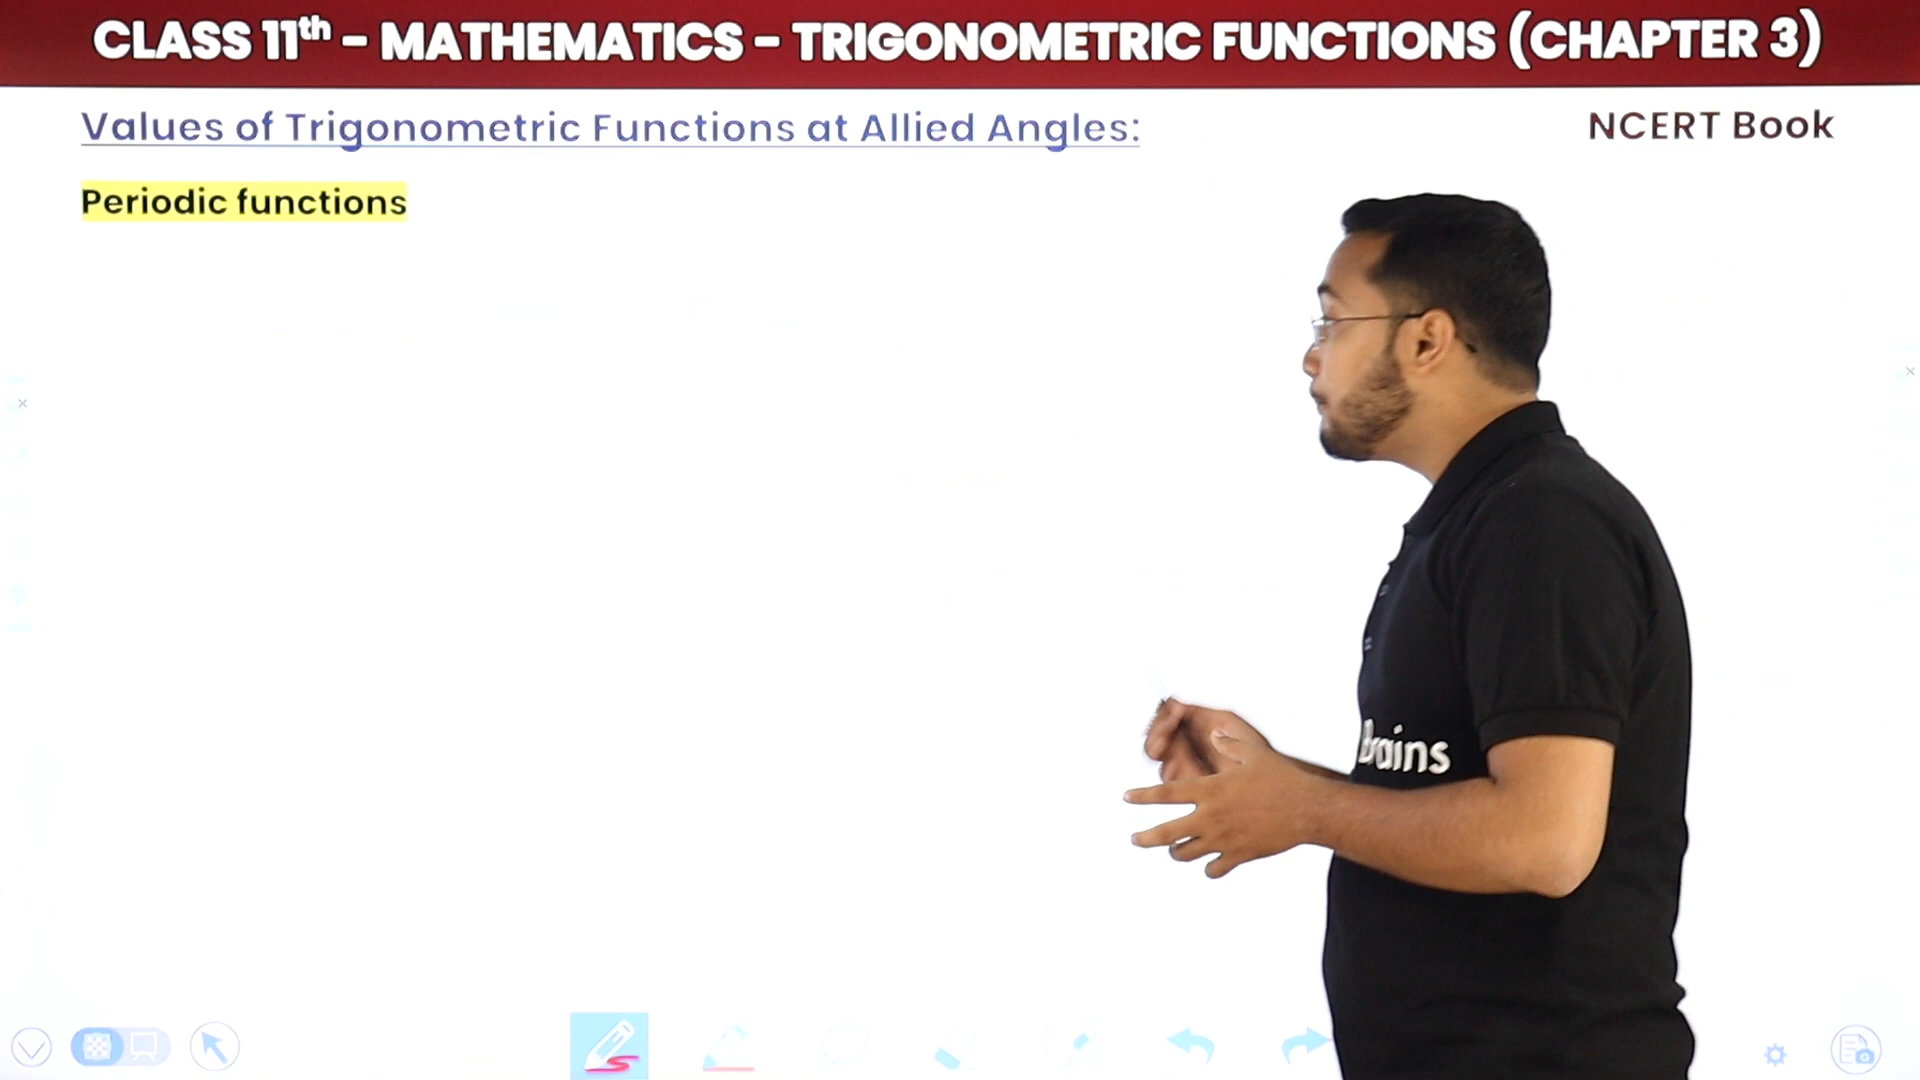 CLASS 11th - MATHEMATICS - TRIGONOMETRIC FUNCTIONS (CHAPTER 3)
Values of Trigonometric Functions at Allied Angles:
NCERT Book
Periodic functions
Brains